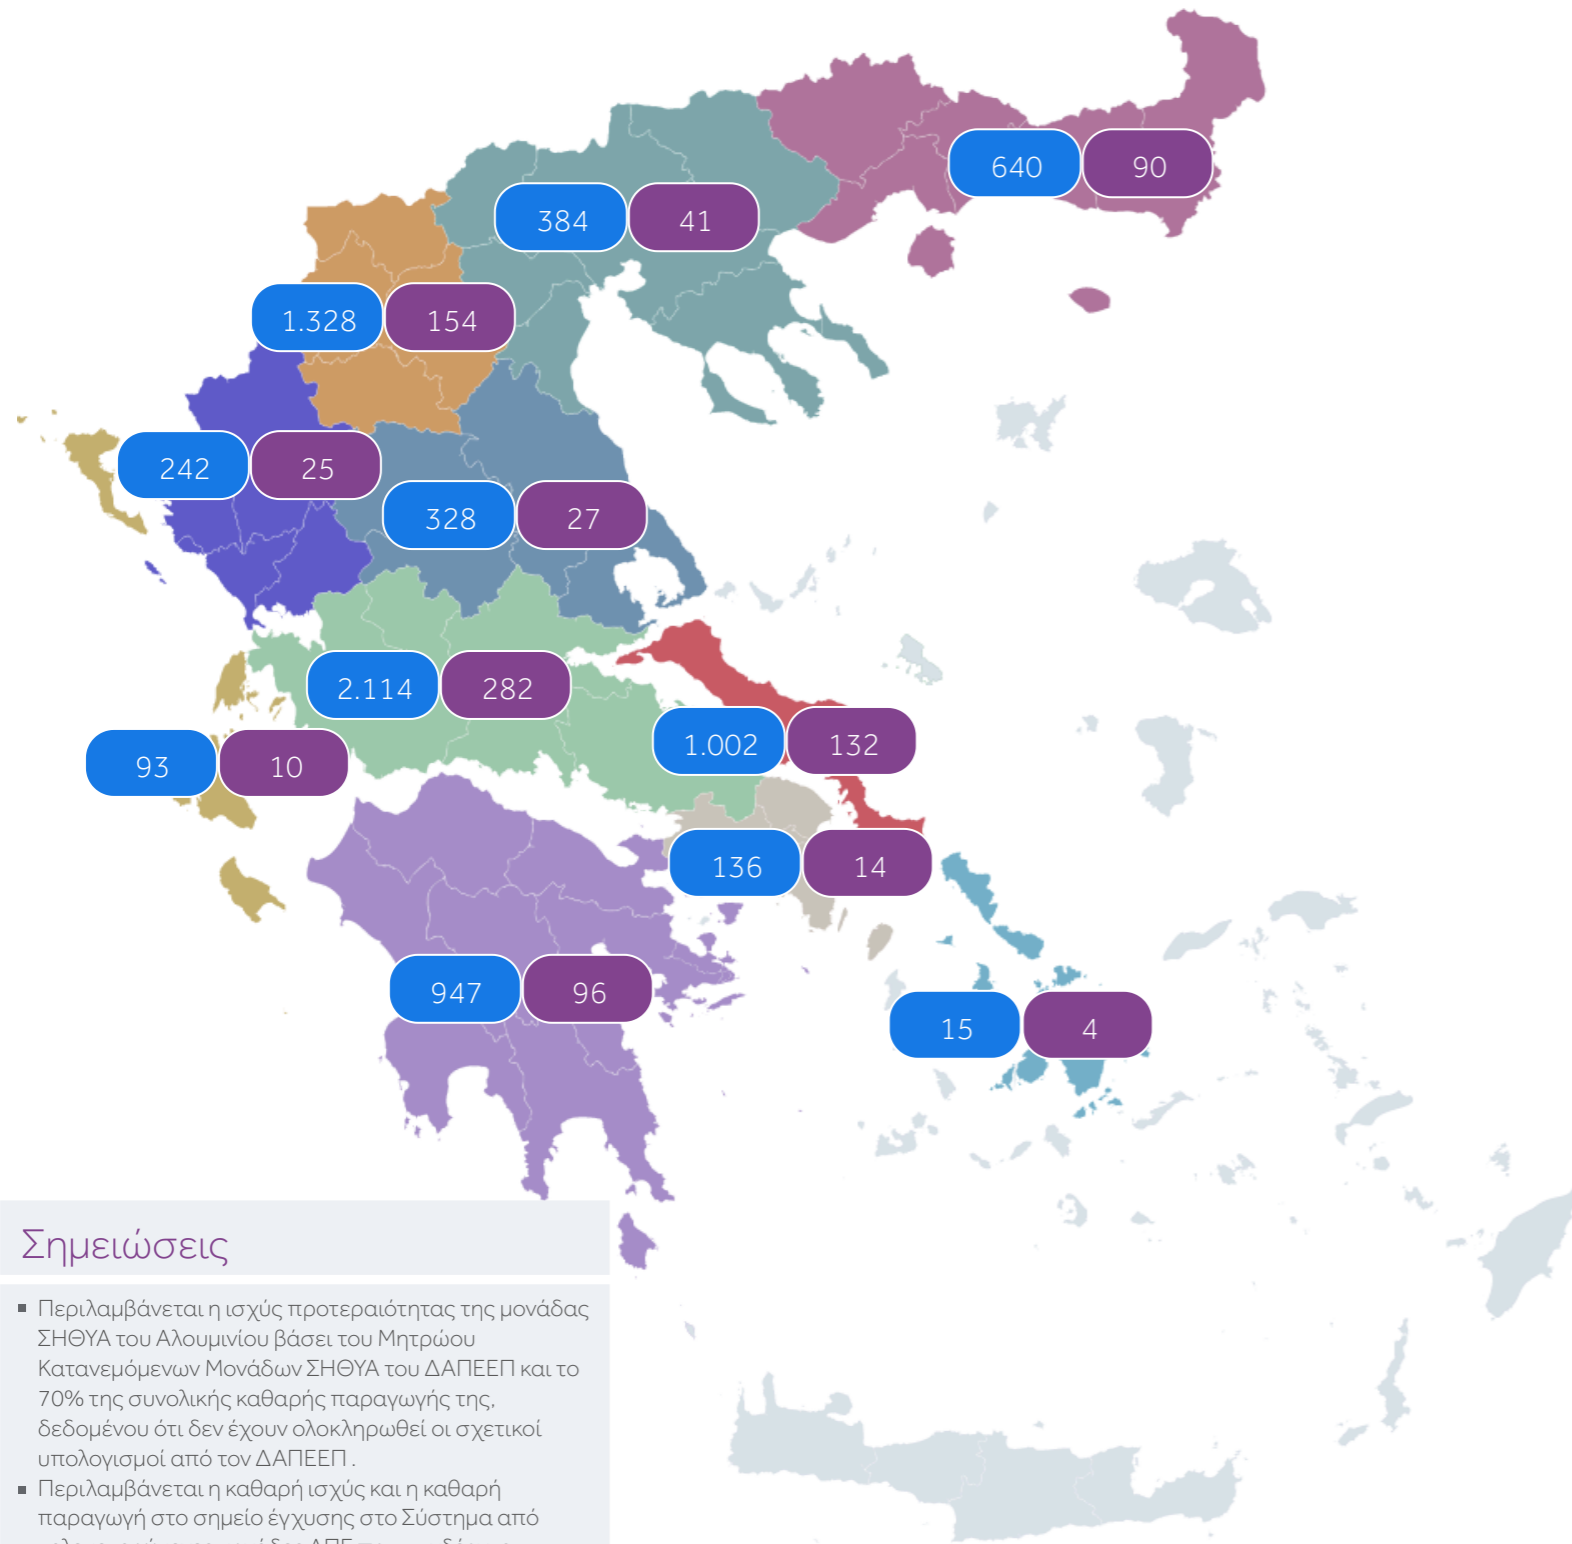 640 90
384 41
1.328 154
242 25
328 27
2.114 282
1.002 132
93 10
136 14
947 96
15 4
Σημειώσεις
▪ Περιλαμβάνεται η ισχύς προτεραιότητας της μονάδας
ΣΗΘΥΑ του Αλουμινίου βάσει του Μητρώου
Κατανεμόμενων Μονάδων ΣΗΘΥΑ του ΔΑΠΕΕΠ και το
70% της συνολικής καθαρής παραγωγής της,
δεδομένου ότι δεν έχουν ολοκληρωθεί οι σχετικοί
υπολογισμοί από τον ΔΑΠΕΕΠ .
▪ Περιλαμβάνεται η καθαρή ισχύς και η καθαρή
παραγωγή στο σημείο έγχυσης στο Σύστημα από